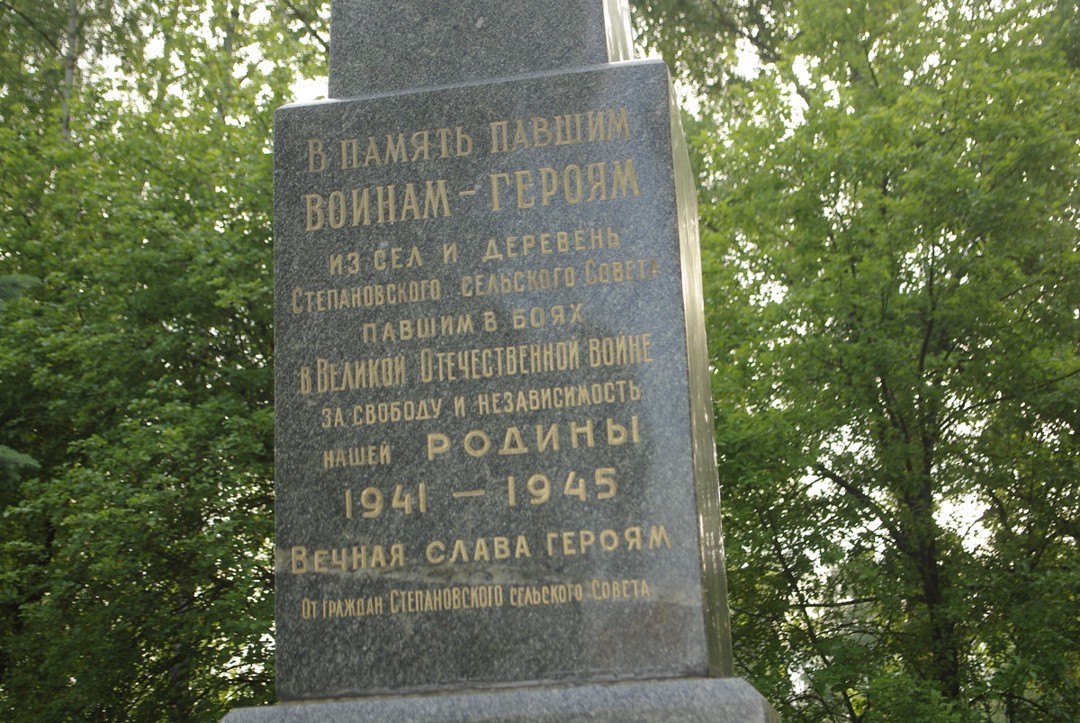 В память павшим
воинам – героям
из сел и деревень
Степановского сельского Совета
павшим в боях
в Великой Отечественной войне
за свободу и независимость
нашей Родины
1941 — 1945
Вечная слава героям
От граждан Степановского сельского Совета